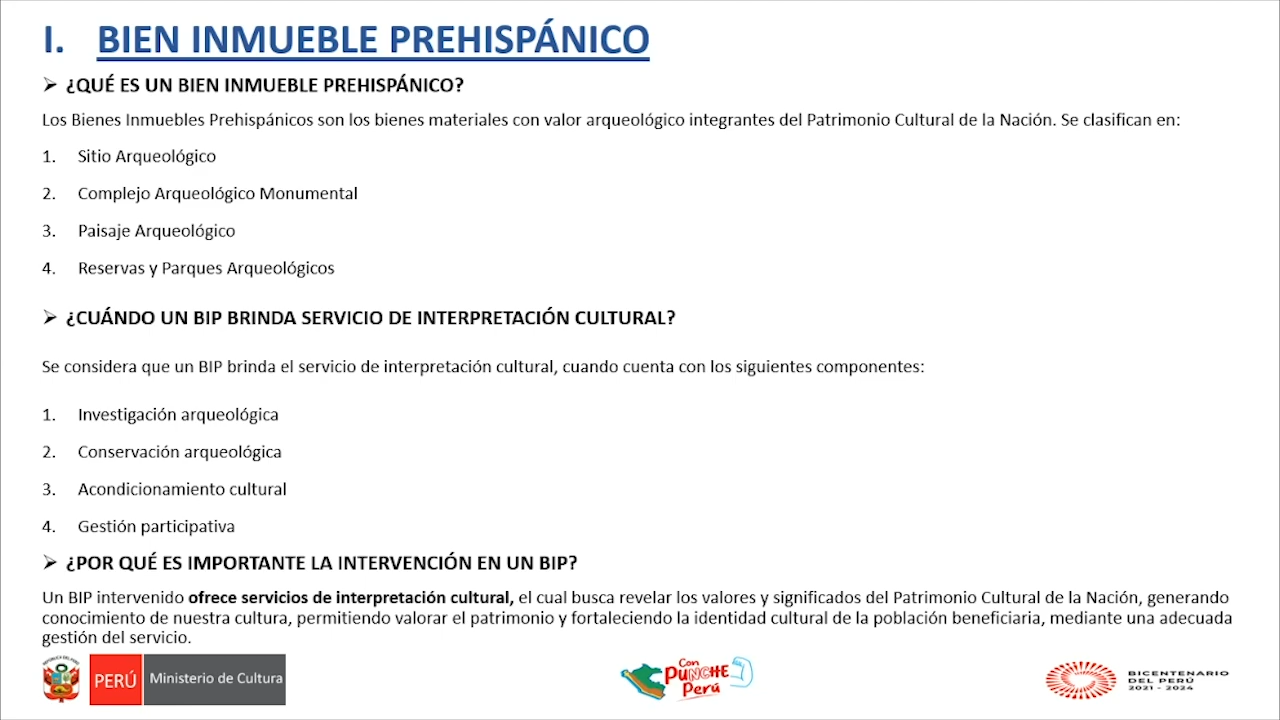 I. BIEN INMUEBLE PREHISPÁNICO
➢ ¿QUÉ ES UN BIEN INMUEBLE PREHISPÁNICO?
Los Bienes Inmuebles Prehispánicos son los bienes materiales con valor arqueológico integrantes del Patrimonio Cultural de la Nación. Se clasifican en:
1. Sitio Arqueológico
2. Complejo Arqueológico Monumental
3. Paisaje Arqueológico
4. Reservas y Parques Arqueológicos
➢ ¿CUÁNDO UN BIP BRINDA SERVICIO DE INTERPRETACIÓN CULTURAL?
Se considera que un BIP brinda el servicio de interpretación cultural, cuando cuenta con los siguientes componentes:
1. Investigación arqueológica
2. Conservación arqueológica
3. Acondicionamiento cultural
4. Gestión participativa
➢ ¿POR QUÉ ES IMPORTANTE LA INTERVENCIÓN EN UN BIP?
Un BIP intervenido ofrece servicios de interpretación cultural, el cual busca revelar los valores y significados del Patrimonio Cultural de la Nación, generando
conocimiento de nuestra cultura, permitiendo valorar el patrimonio y fortaleciendo la identidad cultural de la población beneficiaria, mediante una adecuada
gestión del servicio.
PERÚ Ministerio de Cultura
Con
PUNCHE
Perú
BICENTENARIO
DEL PERÚ
2021 - 2024